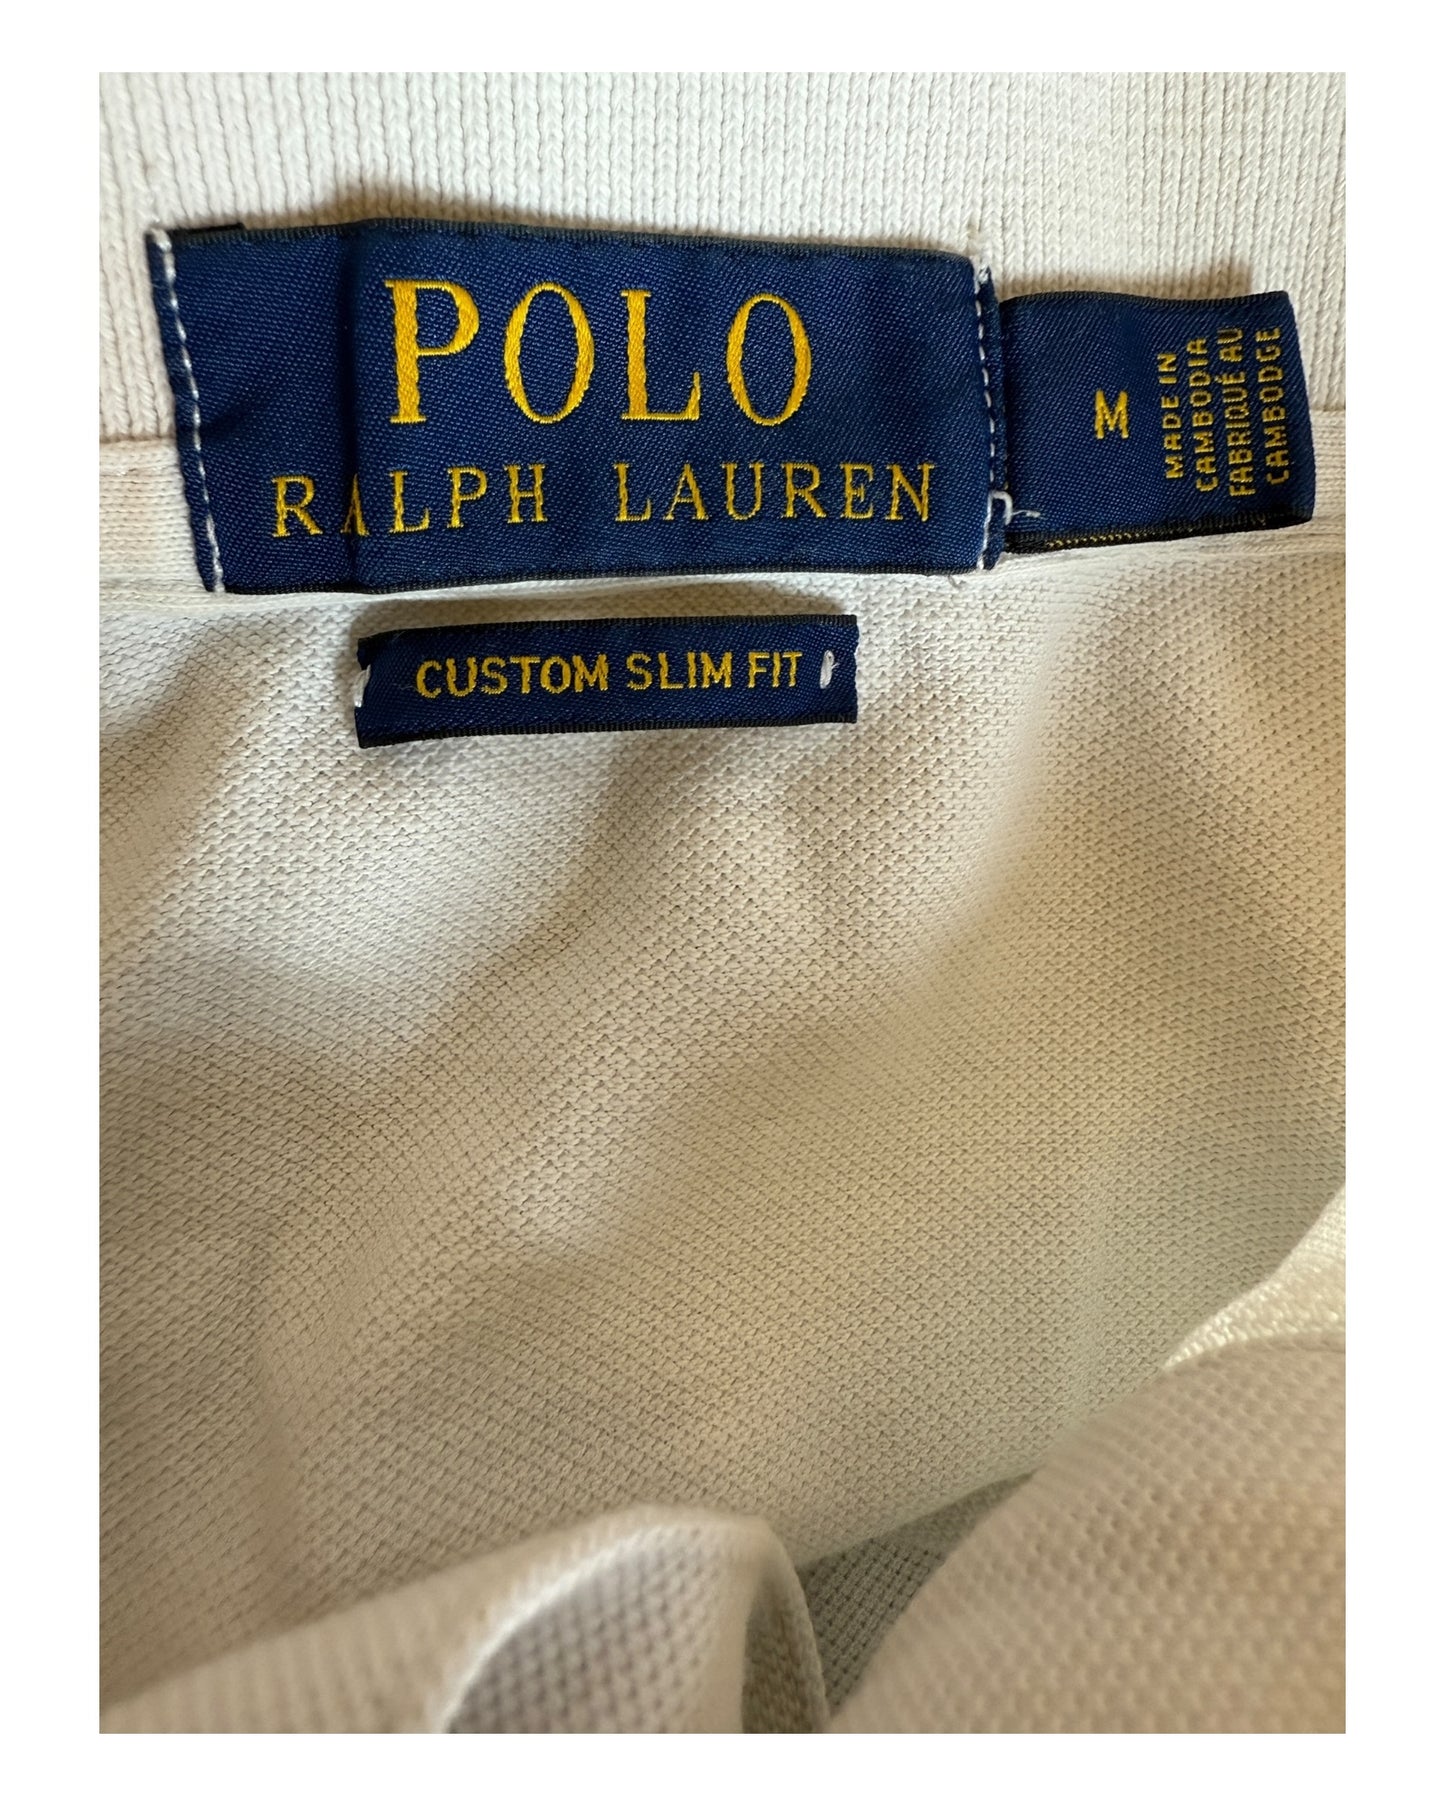 POLO
RALPH LAUREN
M
MADE IN
CAMBODIA
FABRIQUÉ AU
CAMBODGE
CUSTOM SLIM FIT